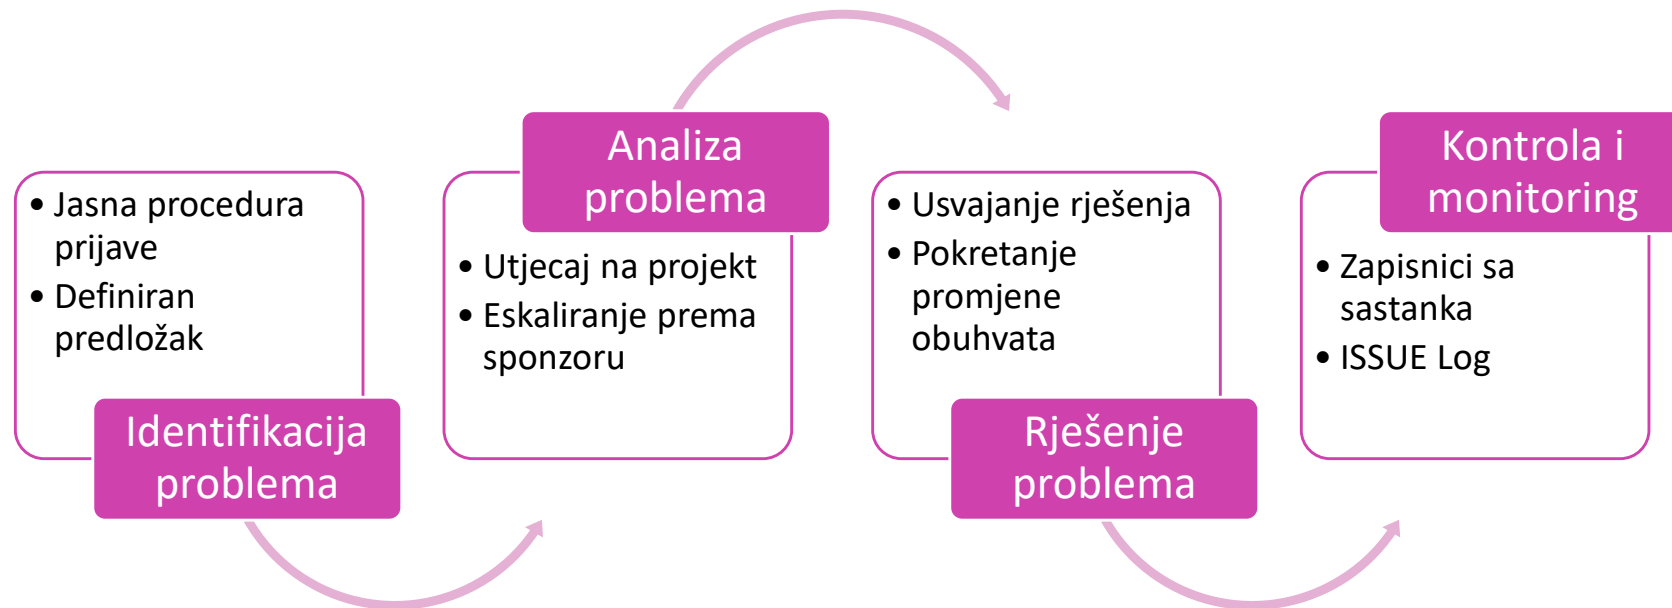 • Jasna procedura
prijave
• Definiran
predložak
Identifikacija
problema
Analiza
problema
• Utjecaj na projekt
• Eskaliranje prema
sponzoru
• Usvajanje rješenja
• Pokretanje
promjene
obuhvata
Rješenje
problema
Kontrola i
monitoring
• Zapisnici sa
sastanka
• ISSUE Log